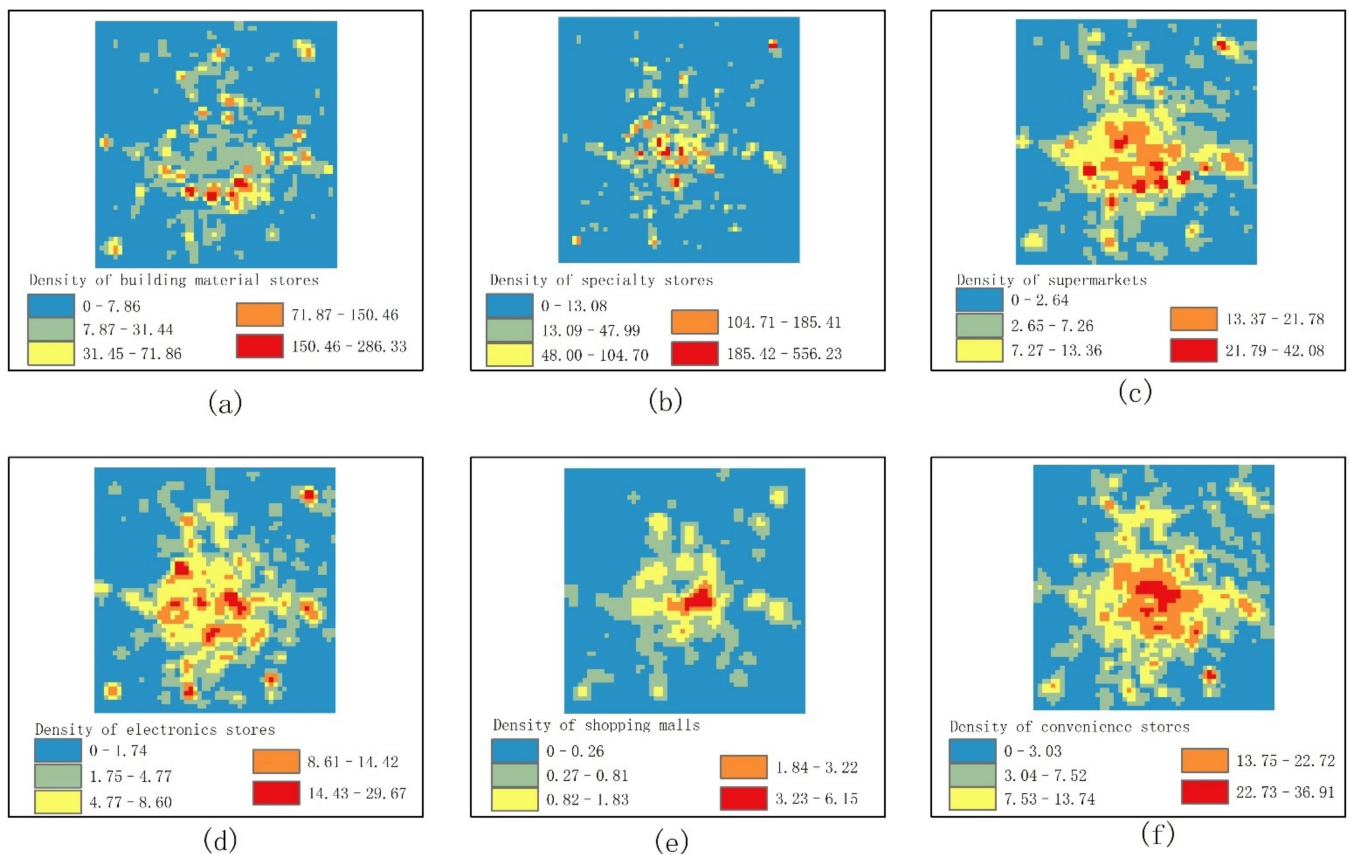 Density of building material stores
0-7.86
7.87-31.44
31.45-71.86
71.87-150.46
150.46-286.33
(a)
Density of specialty stores
0-13.08
13.09-47.99
48.00-104.70
104.71-185.41
185.42-556.23
(b)
Density of supermarkets
0-2.64
2.65-7.26
7.27-13.36
13.37-21.78
21.79-42.08
(c)
Density of electronics stores
0-1.74
1.75-4.77
4.77-8.60
8.61-14.42
14.43-29.67
(d)
Density of shopping malls
0-0.26
0.27-0.81
0.82-1.83
1.84-3.22
3.23-6.15
(e)
Density of convenience stores
0-3.03
3.04-7.52
7.53-13.74
13.75-22.72
22.73-36.91
(f)